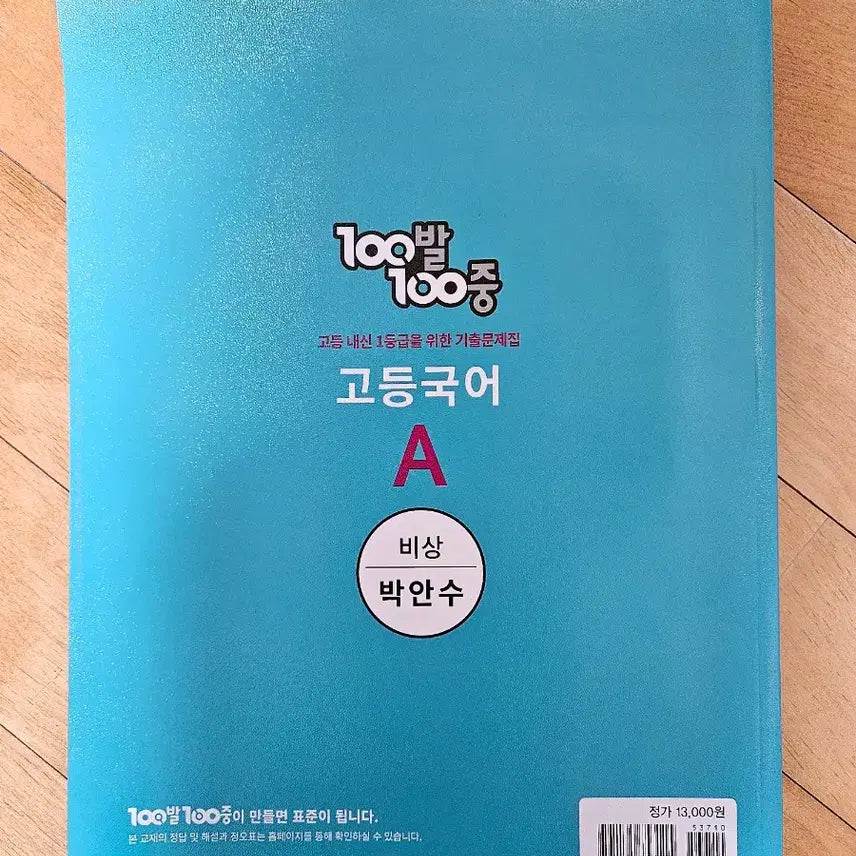 100발
100중
고등 내신 1등급을 위한 기출문제집
고등국어
A
비상
박안수
100발100중이 만들면 표준이 됩니다.
본 교재의 정답 및 해설과 정오표는 홈페이지를 통해 확인하실 수 있습니다.
정가 13,000원
53710